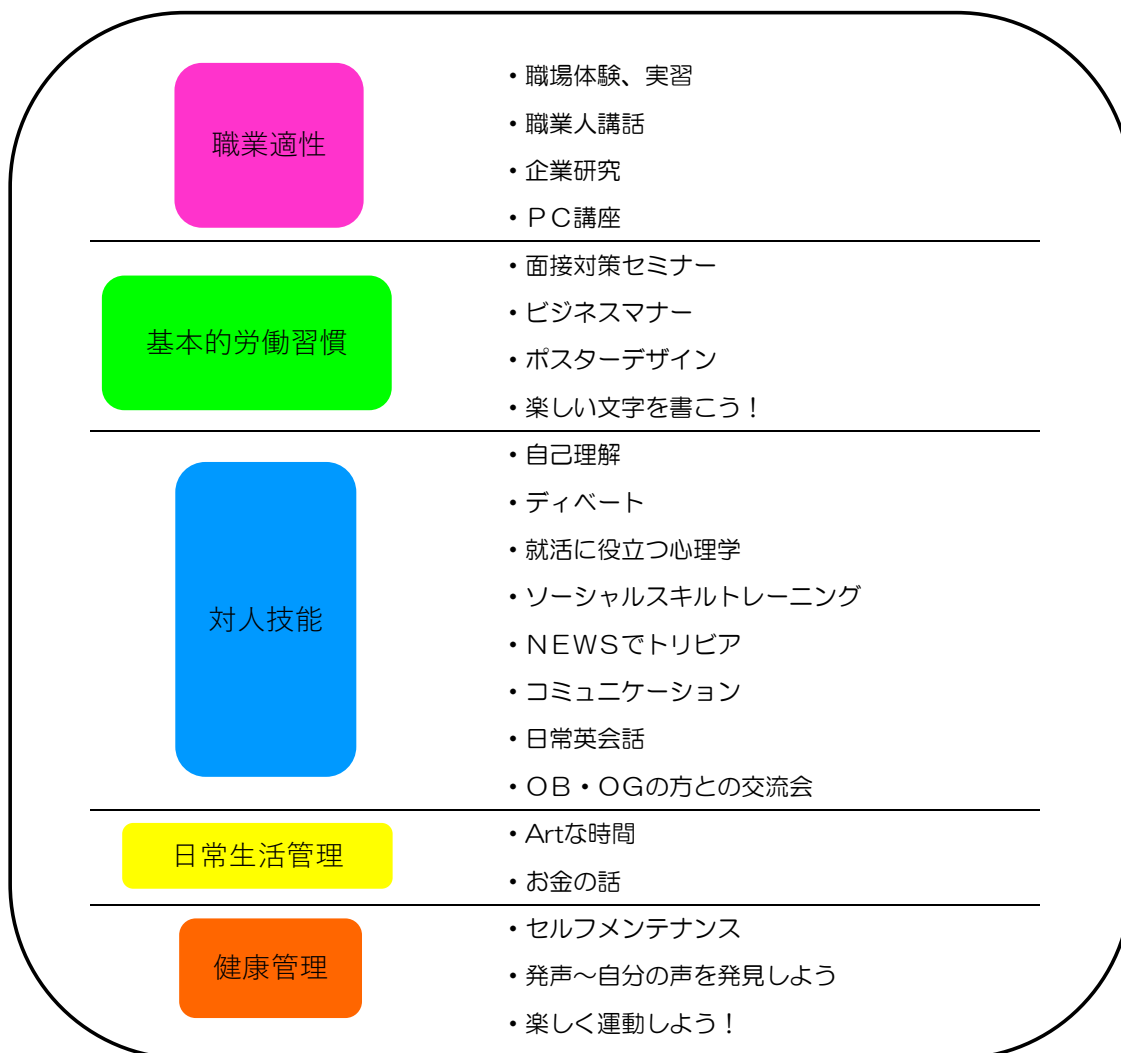 職業適性
・職場体験、実習
・職業人講話
・企業研究
・ＰＣ講座
基本的労働習慣
・面接対策セミナー
・ビジネスマナー
・ポスターデザイン
・楽しい文字を書こう！
対人技能
・自己理解
・ディベート
・就活に役立つ心理学
・ソーシャルスキルトレーニング
・ＮＥＷＳでトリビア
・コミュニケーション
・日常英会話
・ＯＢ・ＯＧの方との交流会
日常生活管理
・Artな時間
・お金の話
健康管理
・セルフメンテナンス
・発声～自分の声を発見しよう
・楽しく運動しよう！